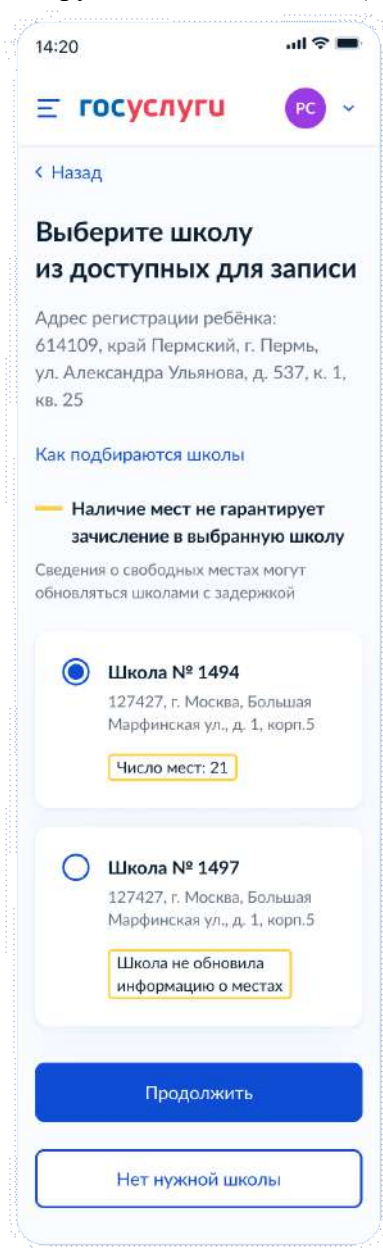 14:20
госуслуги
РС
Назад
Выберите школу
из доступных для записи
Адрес регистрации ребёнка:
614109, край Пермский, г. Пермь,
ул. Александра Ульянова, д. 537, к. 1,
кв. 25
Как подбираются школы
Наличие мест не гарантирует
зачисление в выбранную школу
Сведения о свободных местах могут
обновляться школами с задержкой
Школа № 1494
127427, г. Москва, Большая
Марфинская ул., д. 1, корп.5
Число мест: 21
Школа № 1497
127427, г. Москва, Большая
Марфинская ул., д. 1, корп.5
Школа не обновила
информацию о местах
Продолжить
Нет нужной школы